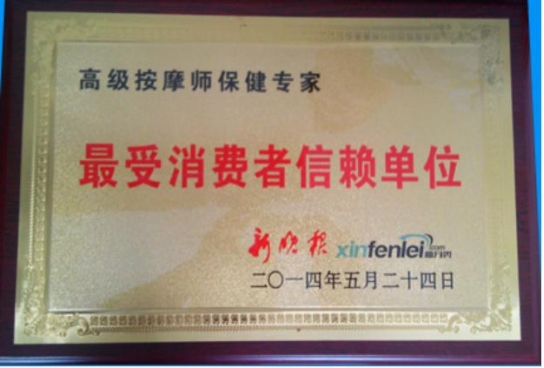 高级按摩师保健专家
最受消费者信赖单位
新晚报 xinfenlei.com
二〇一四年五月二十四日